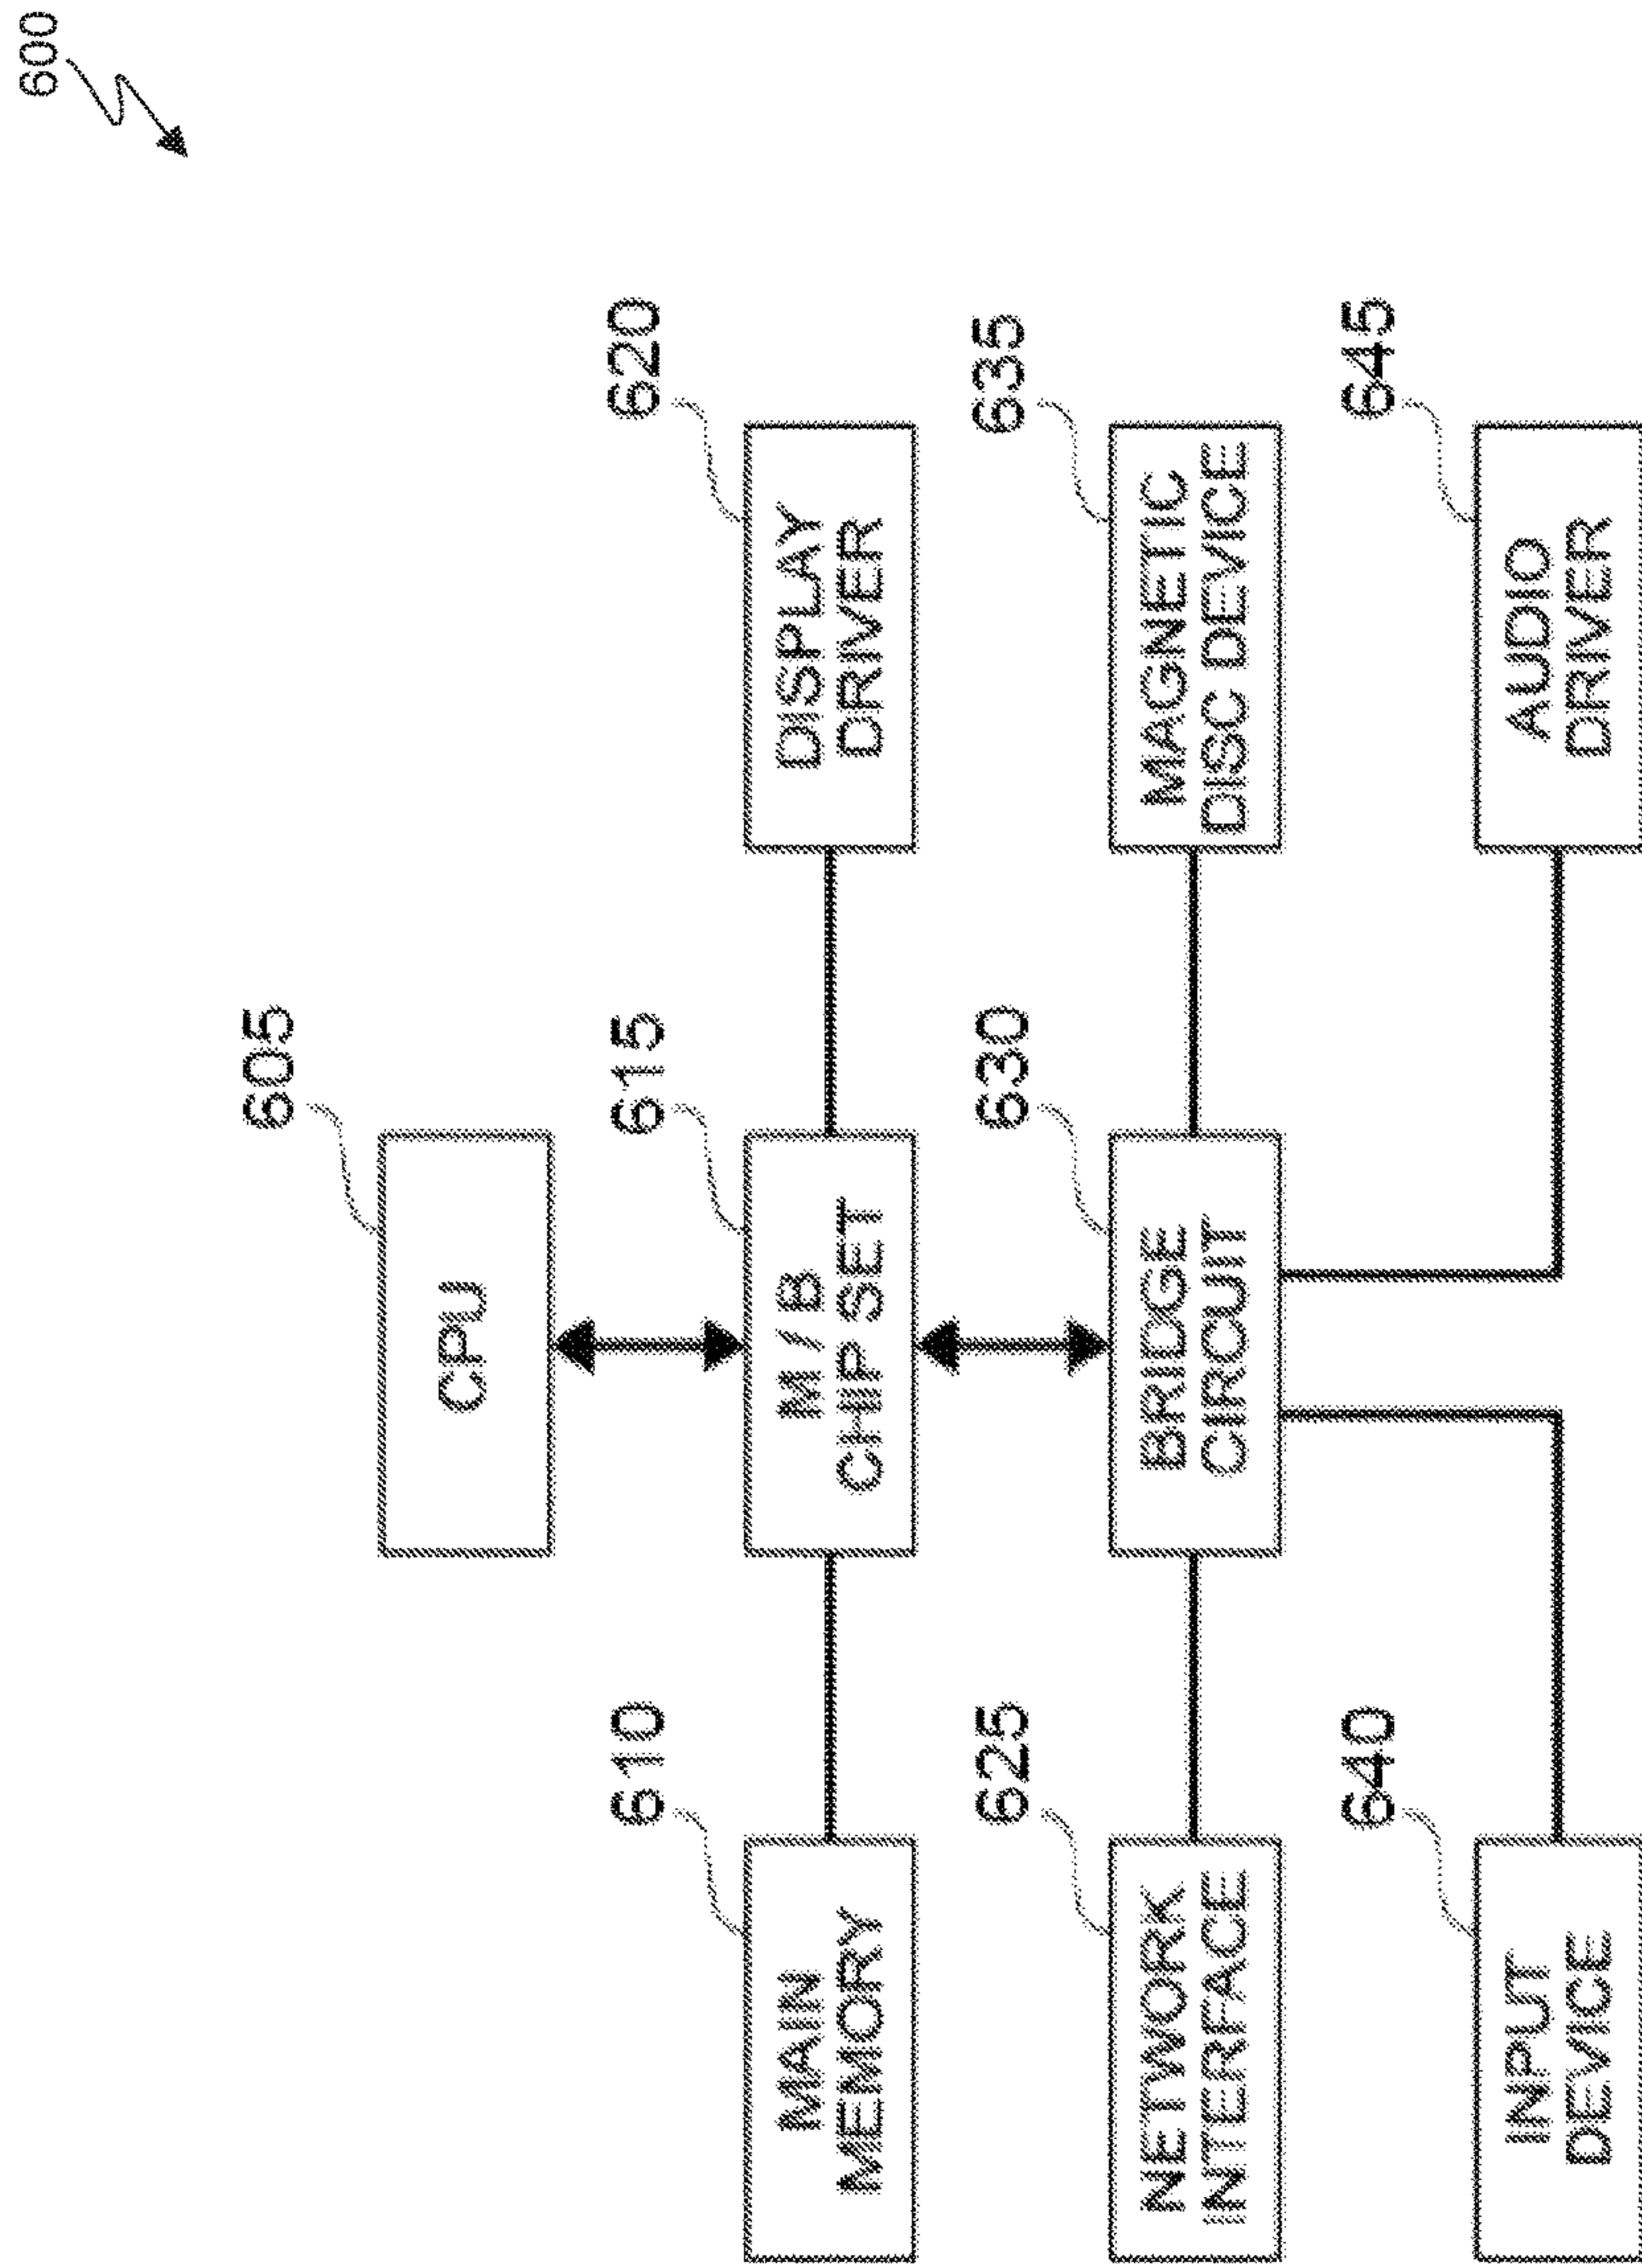 600
605
CPU
610
615
620
MAIN
MEMORY
M / B
CHIP SET
DISPLAY
DRIVER
625
630
635
NETWORK
INTERFACE
BRIDGE
CIRCUIT
MAGNETIC
DISC DEVICE
640
645
INPUT
DEVICE
AUDIO
DRIVER